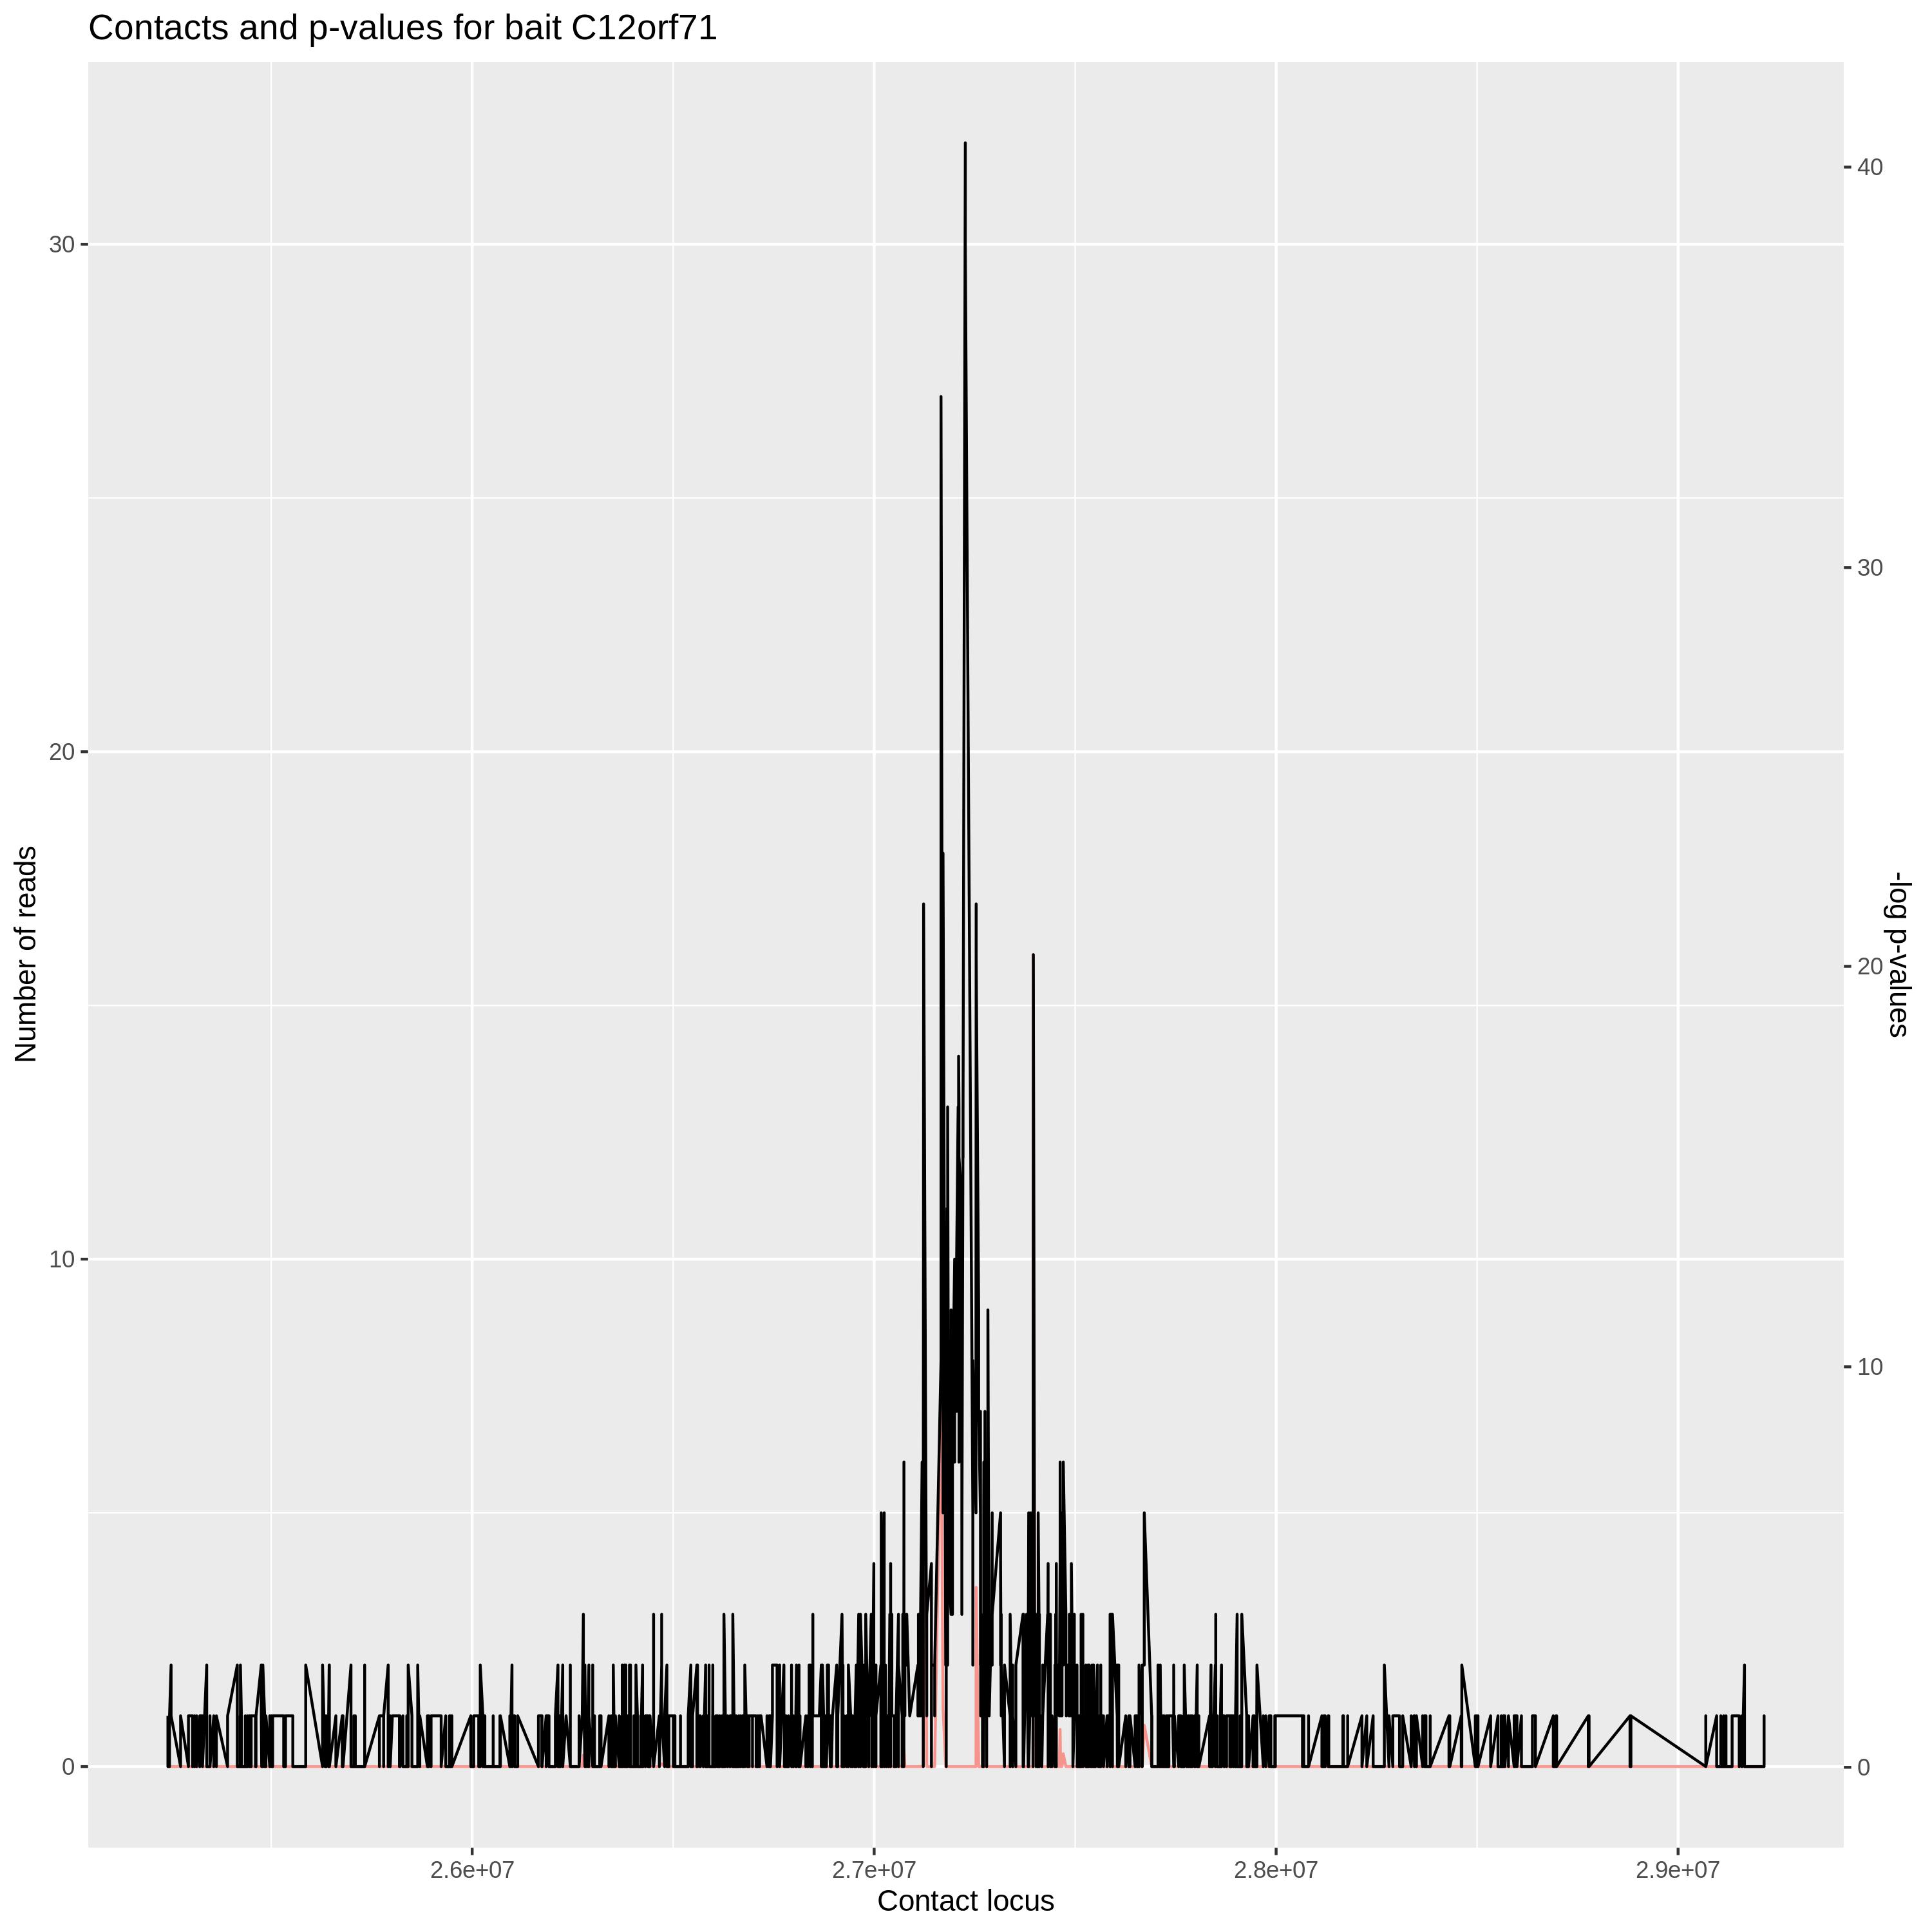 Contacts and p-values for bait C12orf71
30
20
10
0
40
30
20
10
0
Number of reads
-log p-values
2.6e+07
2.7e+07
2.8e+07
2.9e+07
Contact locus